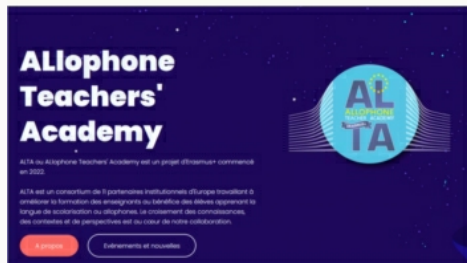 ALlophone
Teachers'
Academy
ALTA ou ALlophone Teachers' Academy est un projet d'Erasmus+ commencé
en 2022.
ALTA est un consortium de 11 partenaires institutionnels d'Europe travaillant à
améliorer la formation des enseignants au bénéfice des élèves apprenant la
langue de scolarisation ou allophones. Le croisement des connaissances,
des contextes et de perspectives est au cœur de notre collaboration.
A propos
Evènements et nouvelles
AL
ALLOPHONE
TEACHER ACADEMY
TA